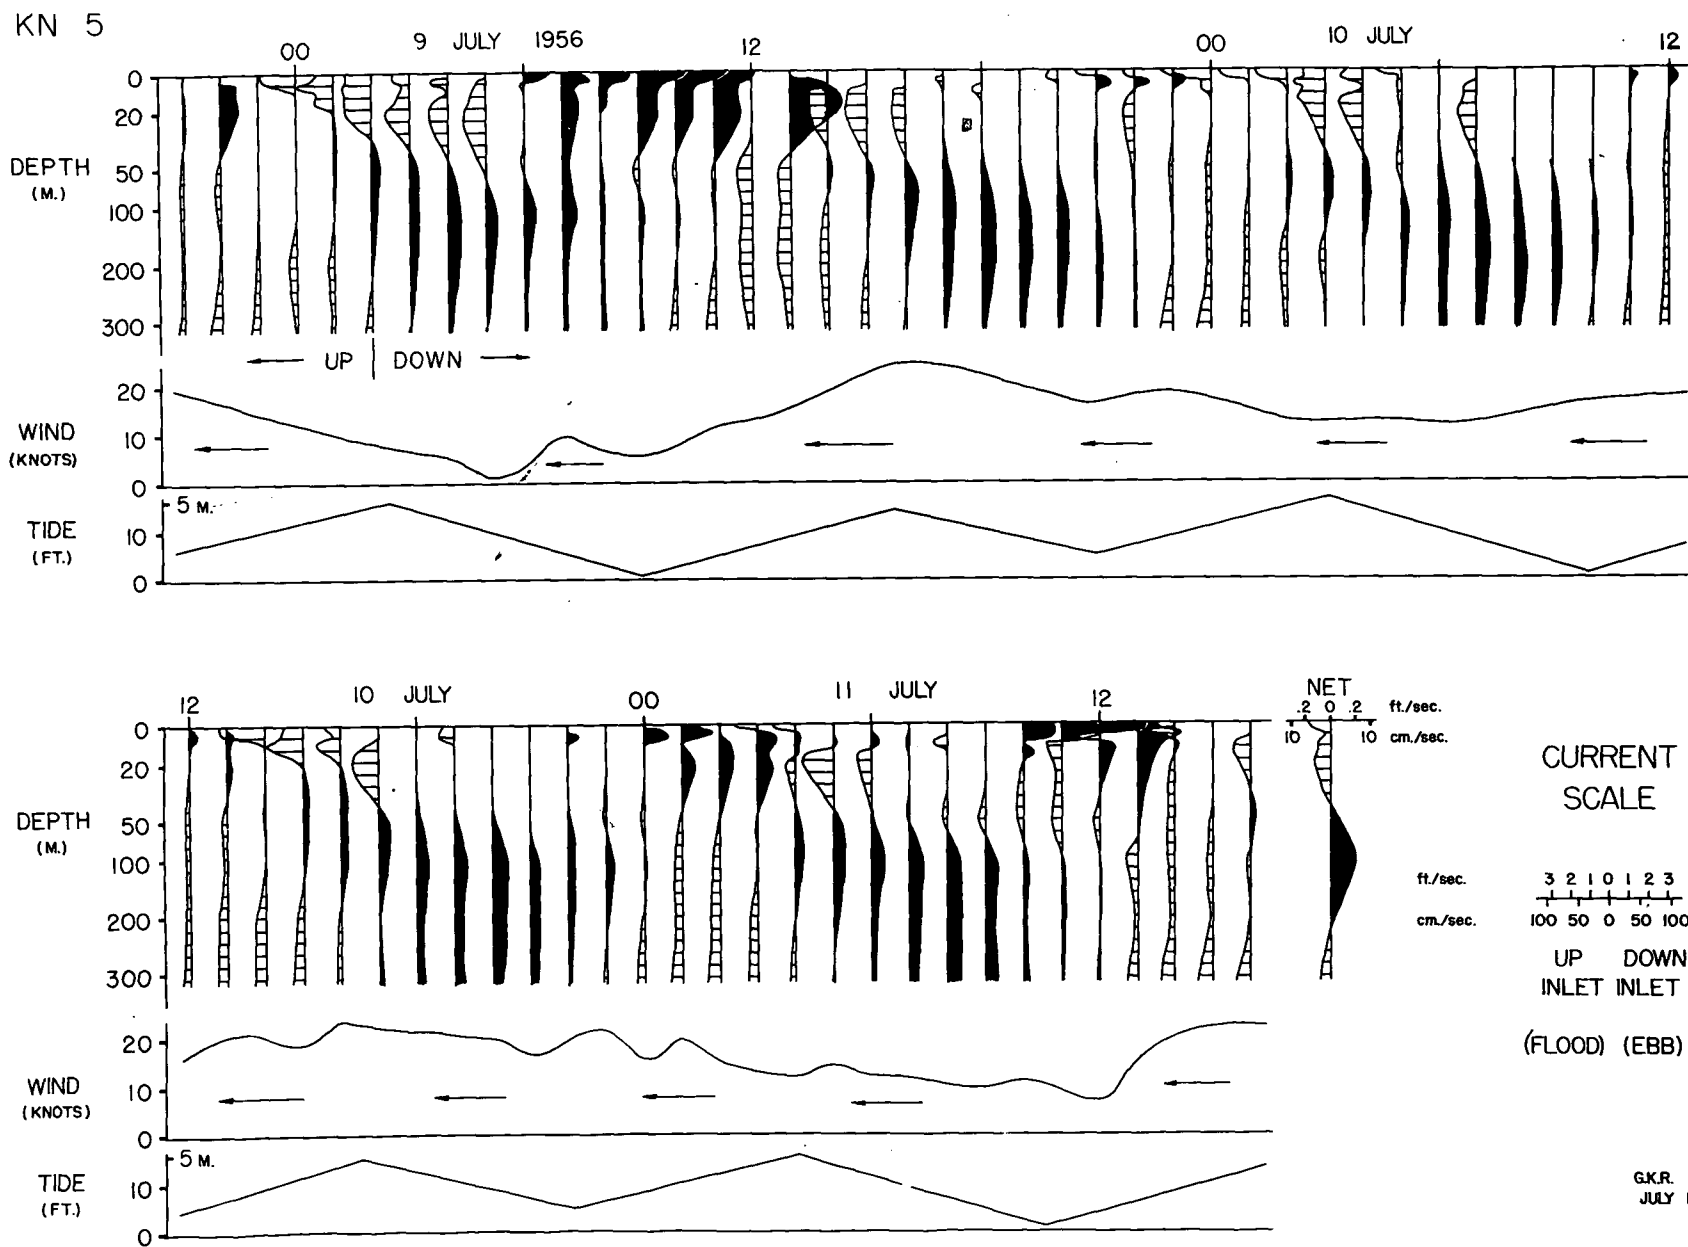 KN 5
00 9 JULY 1956 12 00 10 JULY 12
0
20
DEPTH 50
(M.)
100
200
300
UP DOWN
20
WIND
10
(KNOTS)
0
5 M.
TIDE 10
(FT.)
0
12 10 JULY 00 11 JULY 12 NET
.2 0 .2 ft./sec.
10 10 cm./sec.
0
20
DEPTH 50
(M.)
100
200
300
CURRENT
SCALE
ft./sec. 3 2 1 0 1 2 3
cm./sec. 100 50 0 50 100
UP DOWN
INLET INLET
(FLOOD) (EBB)
20
WIND
10
(KNOTS)
0
5 M.
TIDE 10
(FT.)
0
G.K.R.
JULY